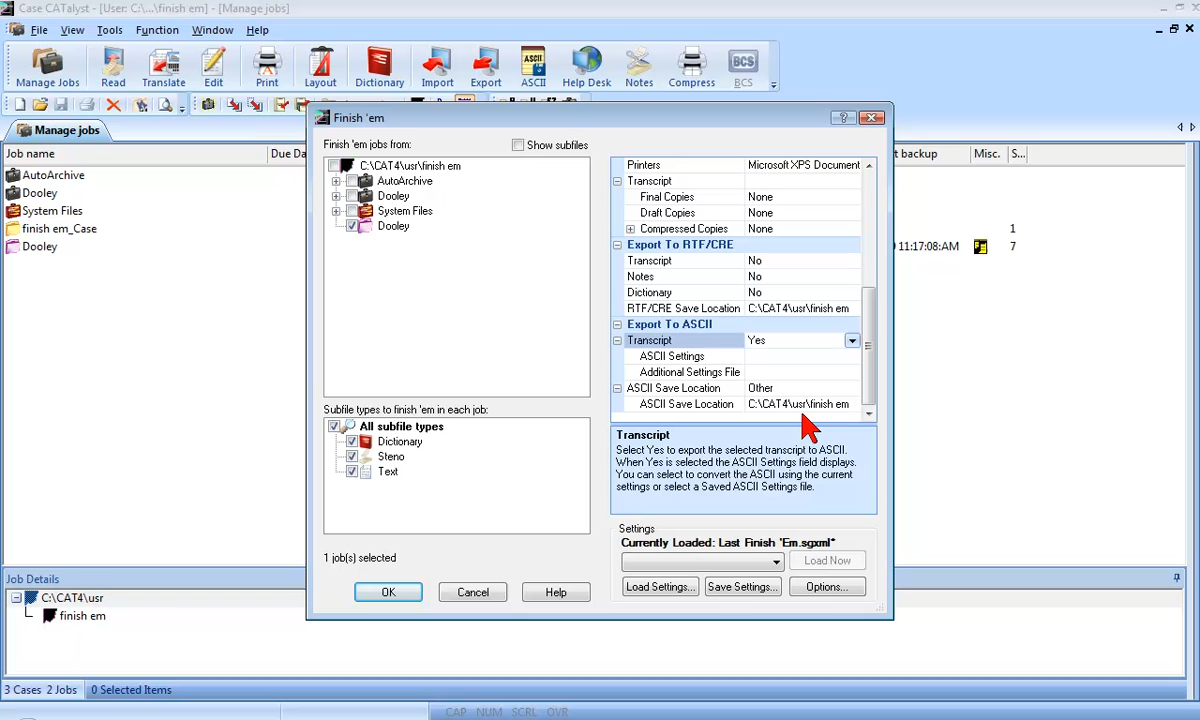 Case CATalyst - [User: C:\...\finish em] - [Manage jobs]
File View Tools Function Window Help
ASCII BCS
Manage Jobs Read Translate Edit Print Layout Dictionary Import Export ASCII Help Desk Notes Compress BCS
Manage jobs
Job name Due Da t backup Misc. S...
AutoArchive
Dooley
System Files
finish em_Case 1
Dooley 11:17:08:AM 7
Finish 'em
Finish 'em jobs from: Show subfiles
C:\CAT4\usr\finish em
AutoArchive
Dooley
System Files
Dooley
Subfile types to finish 'em in each job:
All subfile types
Dictionary
Steno
Text
1 job(s) selected
OK Cancel Help
Printers Microsoft XPS Document
Transcript
Final Copies None
Draft Copies None
Compressed Copies None
Export To RTF/CRE
Transcript No
Notes No
Dictionary No
RTF/CRE Save Location C:\CAT4\usr\finish em
Export To ASCII
Transcript Yes
ASCII Settings
Additional Settings File
ASCII Save Location Other
ASCII Save Location C:\CAT4\usr\finish em
Transcript
Select Yes to export the selected transcript to ASCII.
When Yes is selected the ASCII Settings field displays.
You can select to convert the ASCII using the current
settings or select a Saved ASCII Settings file.
Settings
Currently Loaded: Last Finish 'Em.sgxml*
Load Now
Load Settings... Save Settings... Options...
Job Details
C:\CAT4\usr
finish em
3 Cases 2 Jobs 0 Selected Items
CAP NUM SCRL OVR